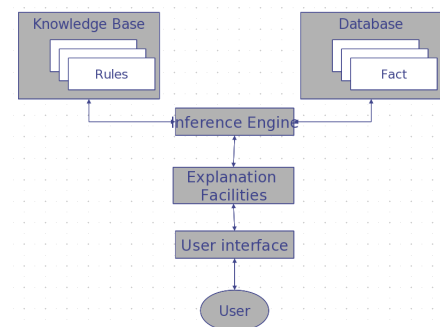 Knowledge Base
Rules
Database
Fact
Inference Engine
Explanation
Facilities
User interface
User